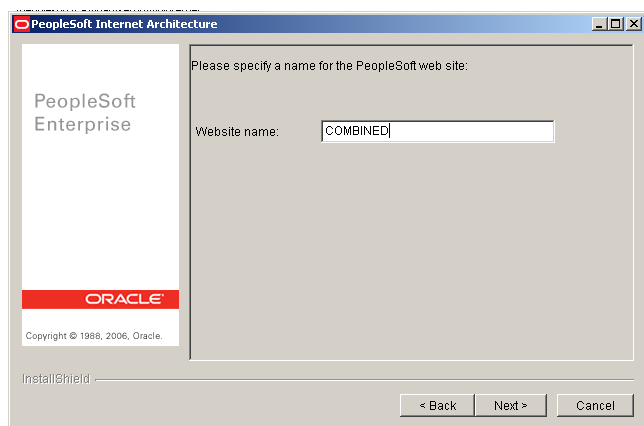 PeopleSoft Internet Architecture
Please specify a name for the PeopleSoft web site:
PeopleSoft
Enterprise
Website name: COMBINED
ORACLE
Copyright © 1988, 2006, Oracle.
InstallShield
< Back Next > Cancel